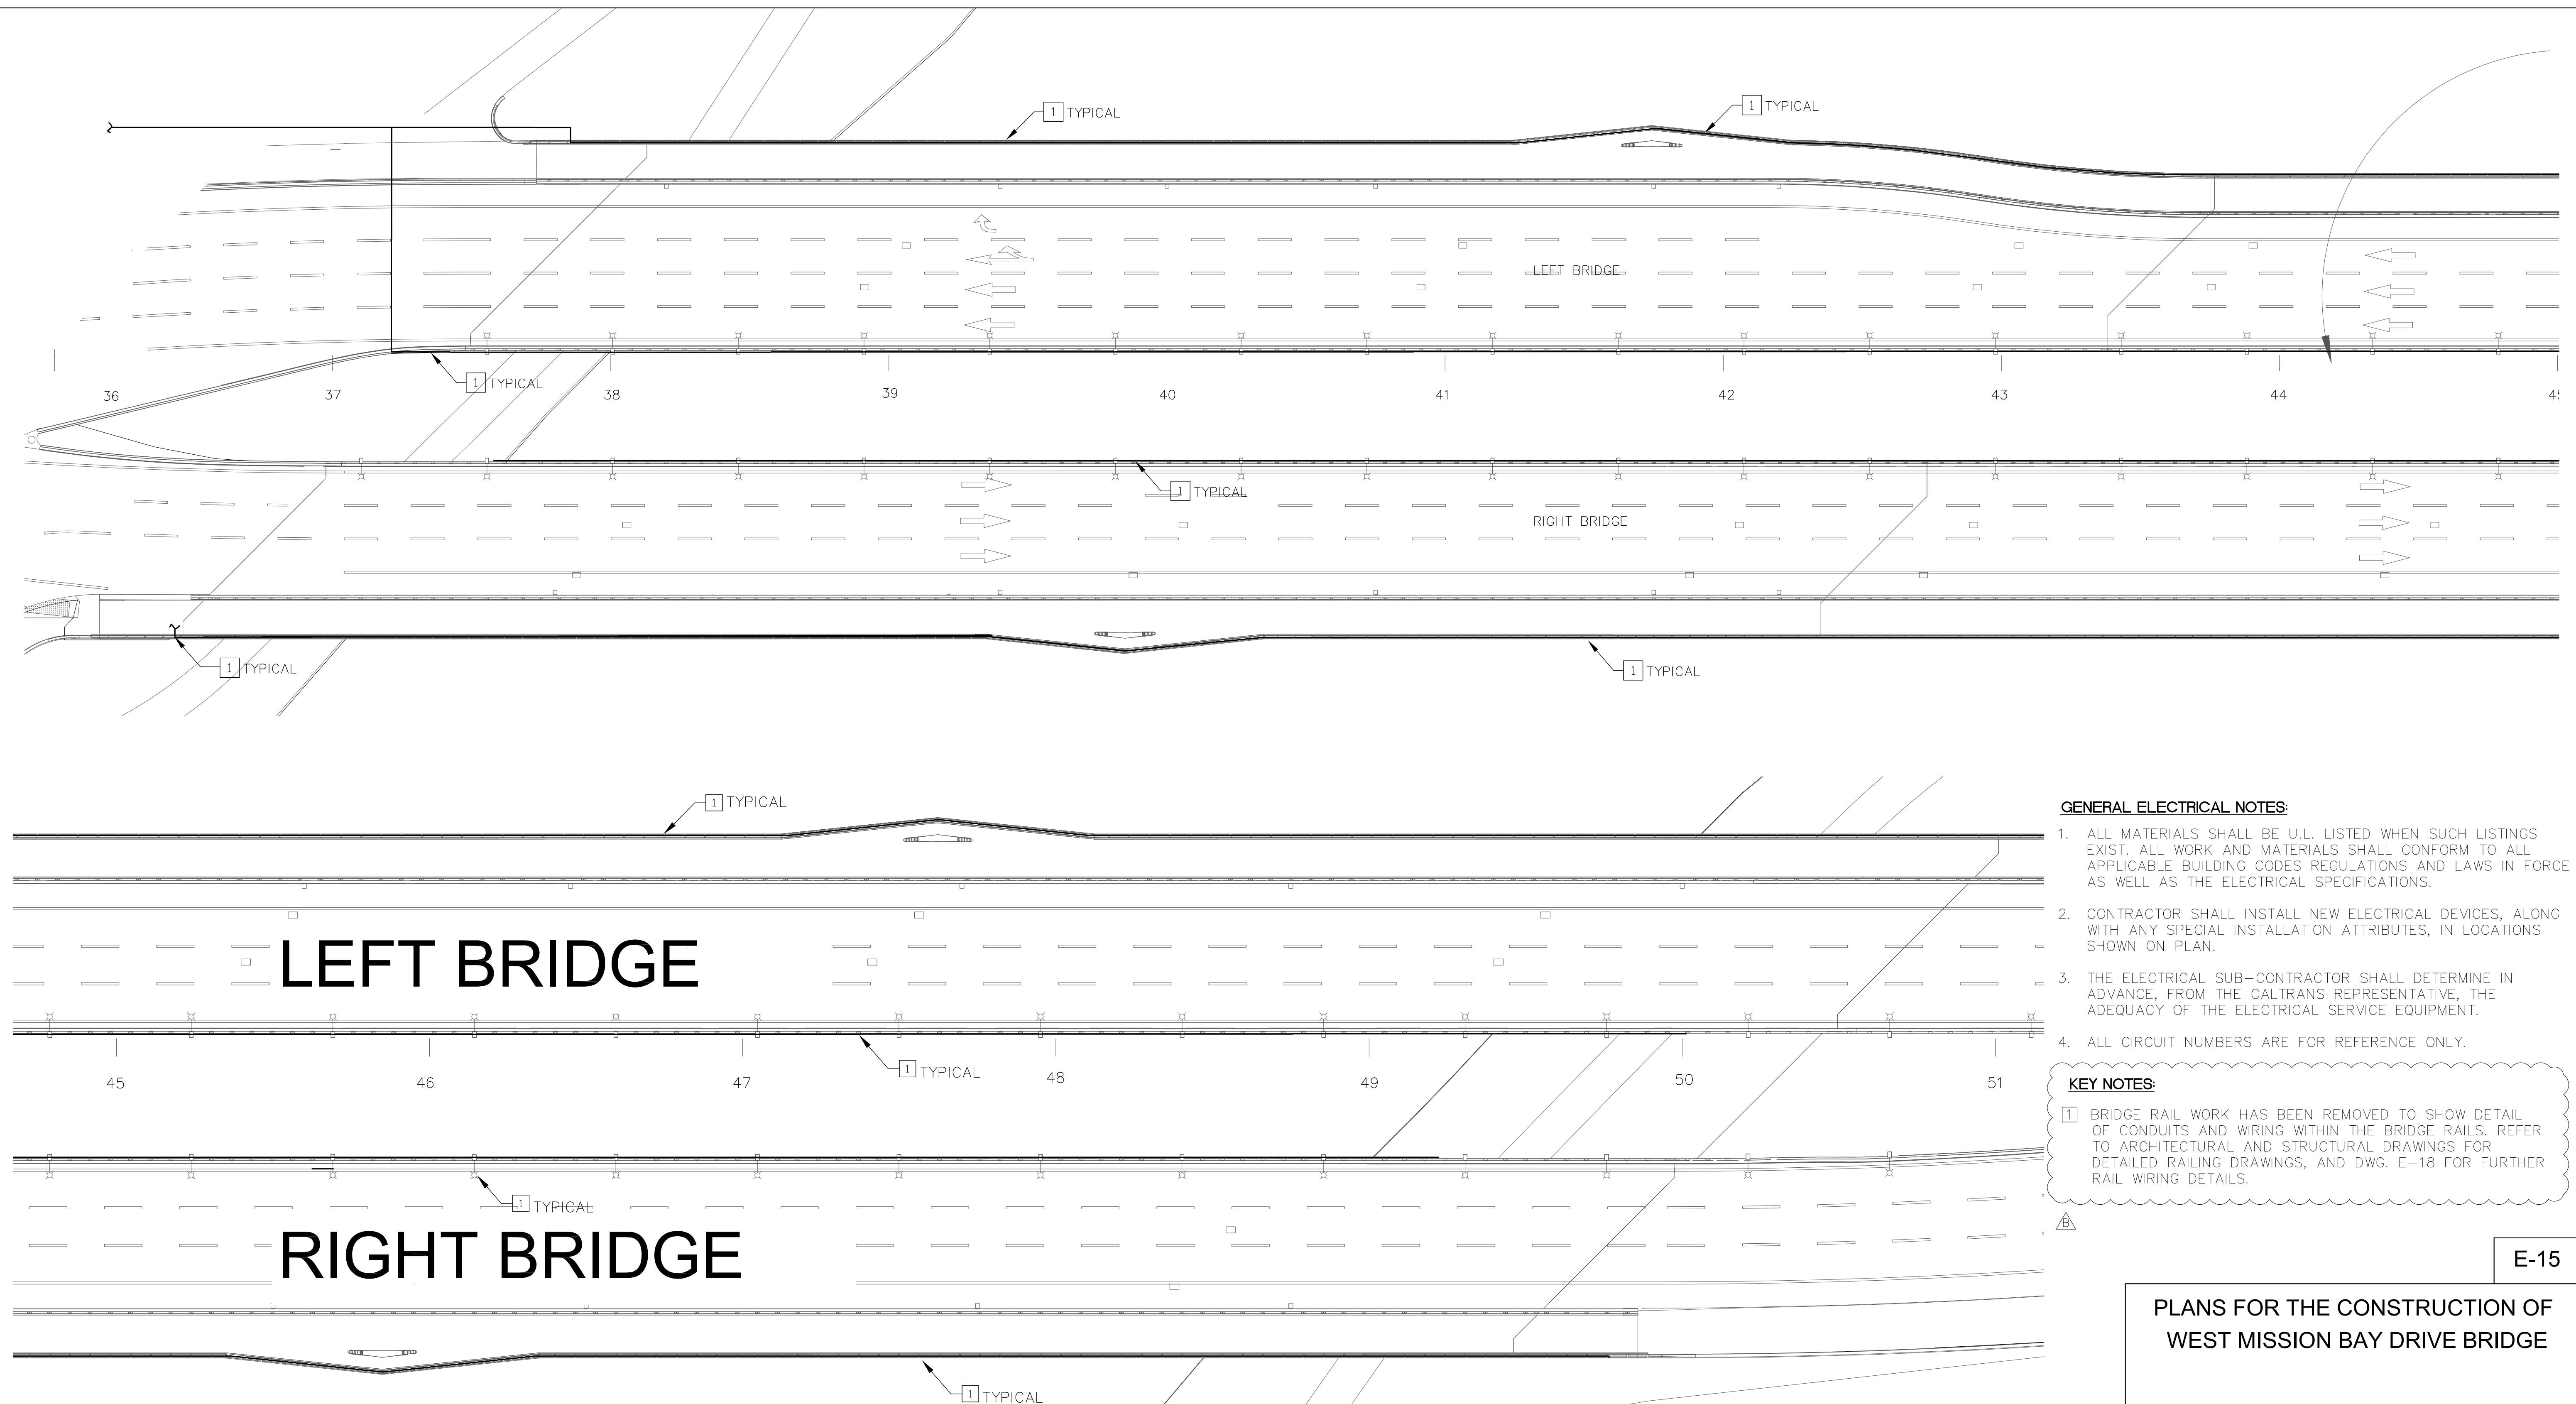 1 TYPICAL
1 TYPICAL
LEFT BRIDGE
1 TYPICAL
36 37 38 39 40 41 42 43 44
1 TYPICAL
RIGHT BRIDGE
1 TYPICAL
1 TYPICAL
1 TYPICAL
LEFT BRIDGE
45 46 47 48 49 50 51
1 TYPICAL
1 TYPICAL
RIGHT BRIDGE
1 TYPICAL
GENERAL ELECTRICAL NOTES:
1. ALL MATERIALS SHALL BE U.L. LISTED WHEN SUCH LISTINGS
EXIST. ALL WORK AND MATERIALS SHALL CONFORM TO ALL
APPLICABLE BUILDING CODES REGULATIONS AND LAWS IN FORCE
AS WELL AS THE ELECTRICAL SPECIFICATIONS.
2. CONTRACTOR SHALL INSTALL NEW ELECTRICAL DEVICES, ALONG
WITH ANY SPECIAL INSTALLATION ATTRIBUTES, IN LOCATIONS
SHOWN ON PLAN.
3. THE ELECTRICAL SUB-CONTRACTOR SHALL DETERMINE IN
ADVANCE, FROM THE CALTRANS REPRESENTATIVE, THE
ADEQUACY OF THE ELECTRICAL SERVICE EQUIPMENT.
4. ALL CIRCUIT NUMBERS ARE FOR REFERENCE ONLY.
KEY NOTES:
1 BRIDGE RAIL WORK HAS BEEN REMOVED TO SHOW DETAIL
OF CONDUITS AND WIRING WITHIN THE BRIDGE RAILS. REFER
TO ARCHITECTURAL AND STRUCTURAL DRAWINGS FOR
DETAILED RAILING DRAWINGS, AND DWG. E-18 FOR FURTHER
RAIL WIRING DETAILS.
B
E-15
PLANS FOR THE CONSTRUCTION OF
WEST MISSION BAY DRIVE BRIDGE